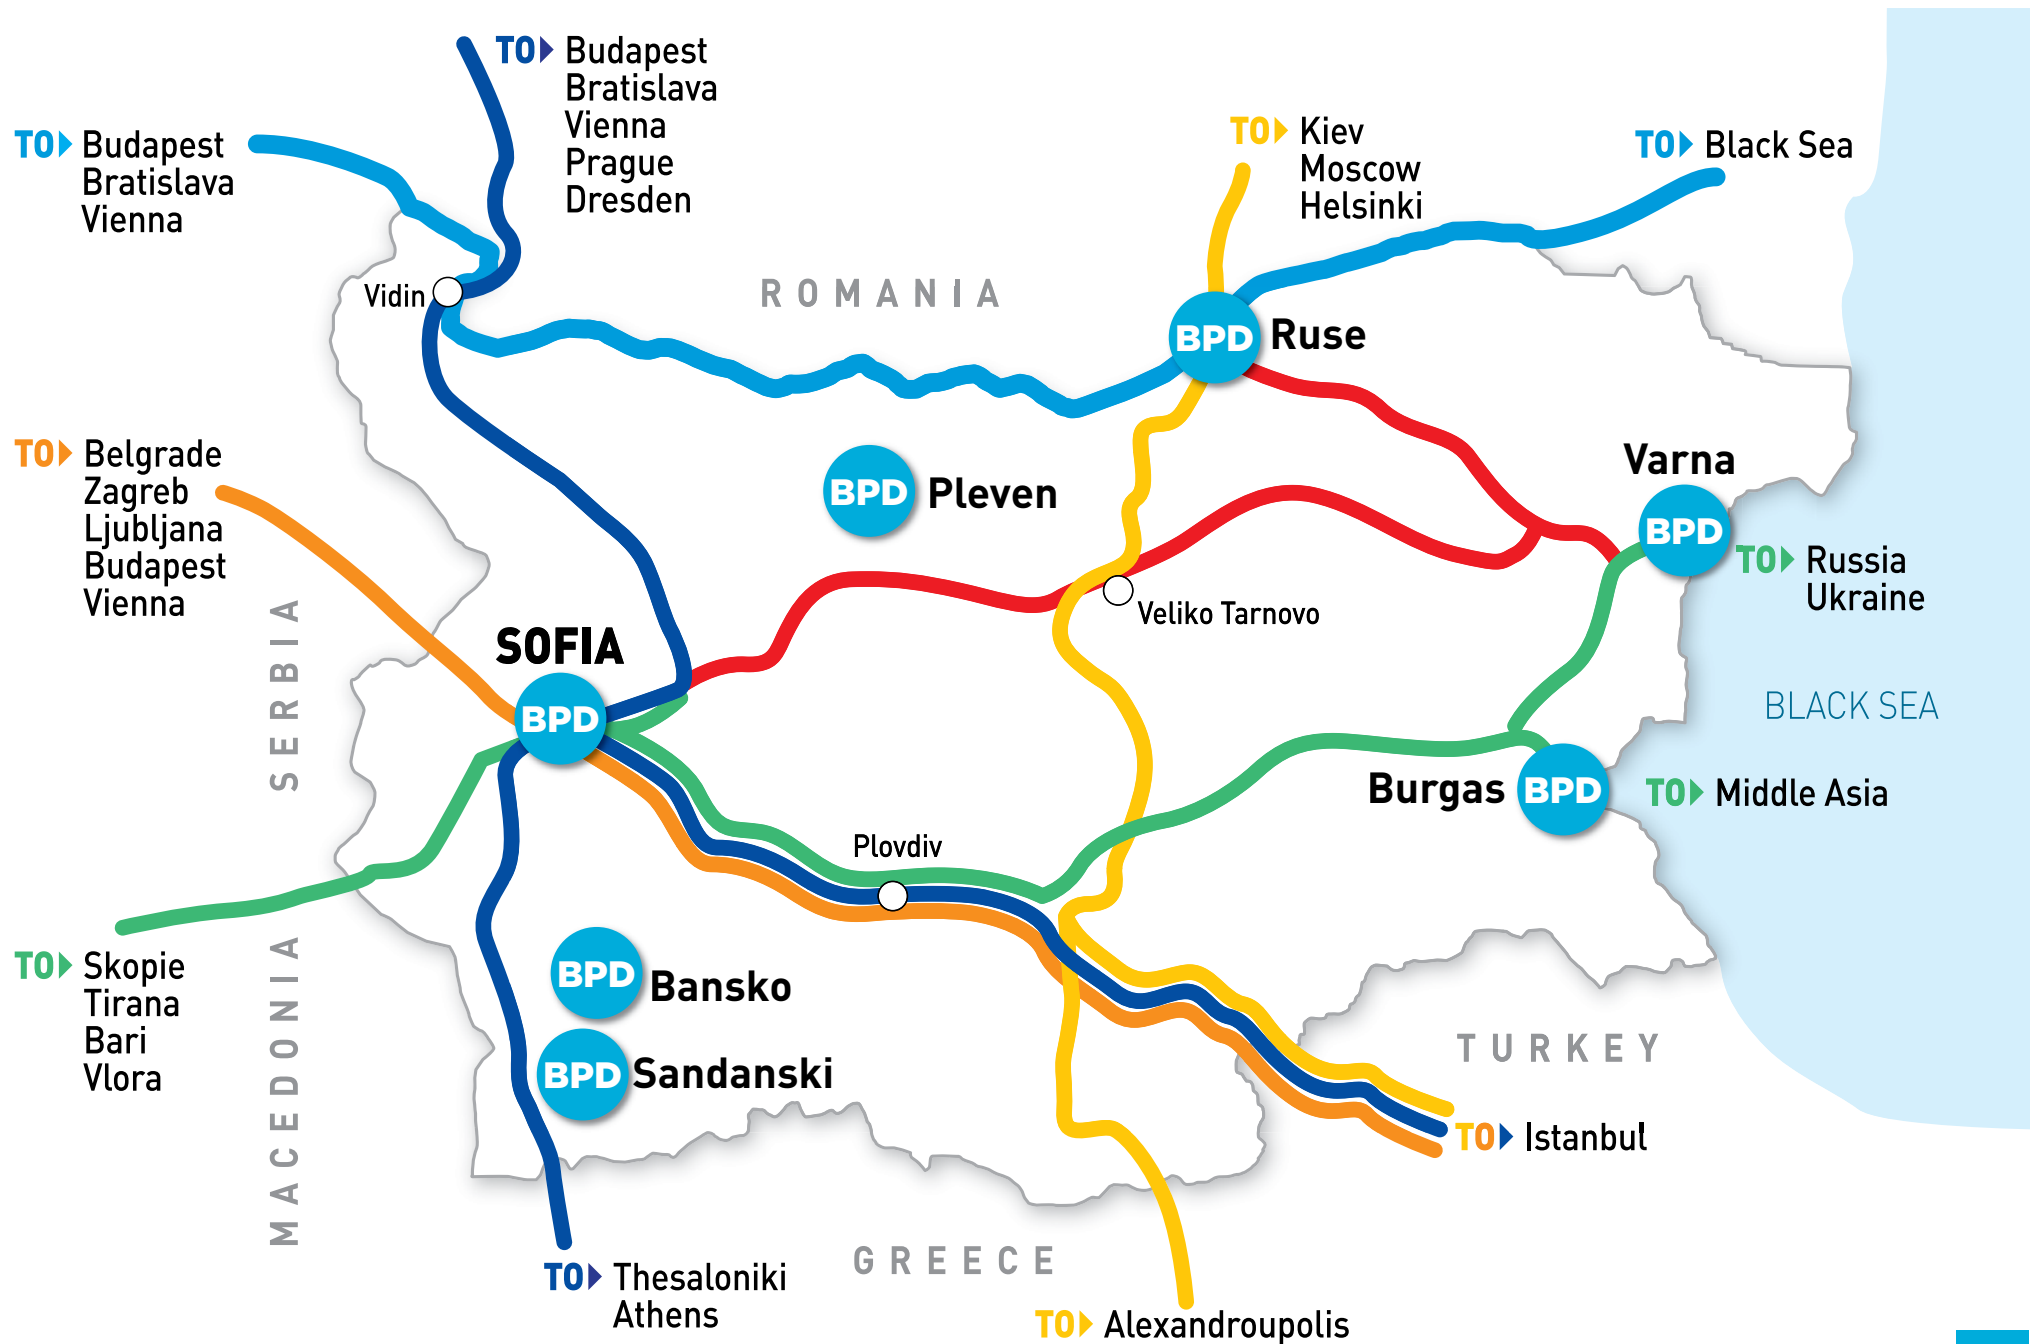 TO Budapest
Bratislava
Vienna
Prague
Dresden
TO Budapest
Bratislava
Vienna
TO Kiev
Moscow
Helsinki
TO Black Sea
Vidin
ROMANIA
BPD Ruse
TO Belgrade
Zagreb
Ljubljana
Budapest
Vienna
BPD Pleven
Varna
BPD
TO Russia
Ukraine
Veliko Tarnovo
SERBIA
SOFIA
BPD
BLACK SEA
Burgas BPD
TO Middle Asia
Plovdiv
TO Skopie
Tirana
Bari
Vlora
MACEDONIA
BPD Bansko
BPD Sandanski
TURKEY
TO Istanbul
GREECE
TO Thesaloniki
Athens
TO Alexandroupolis